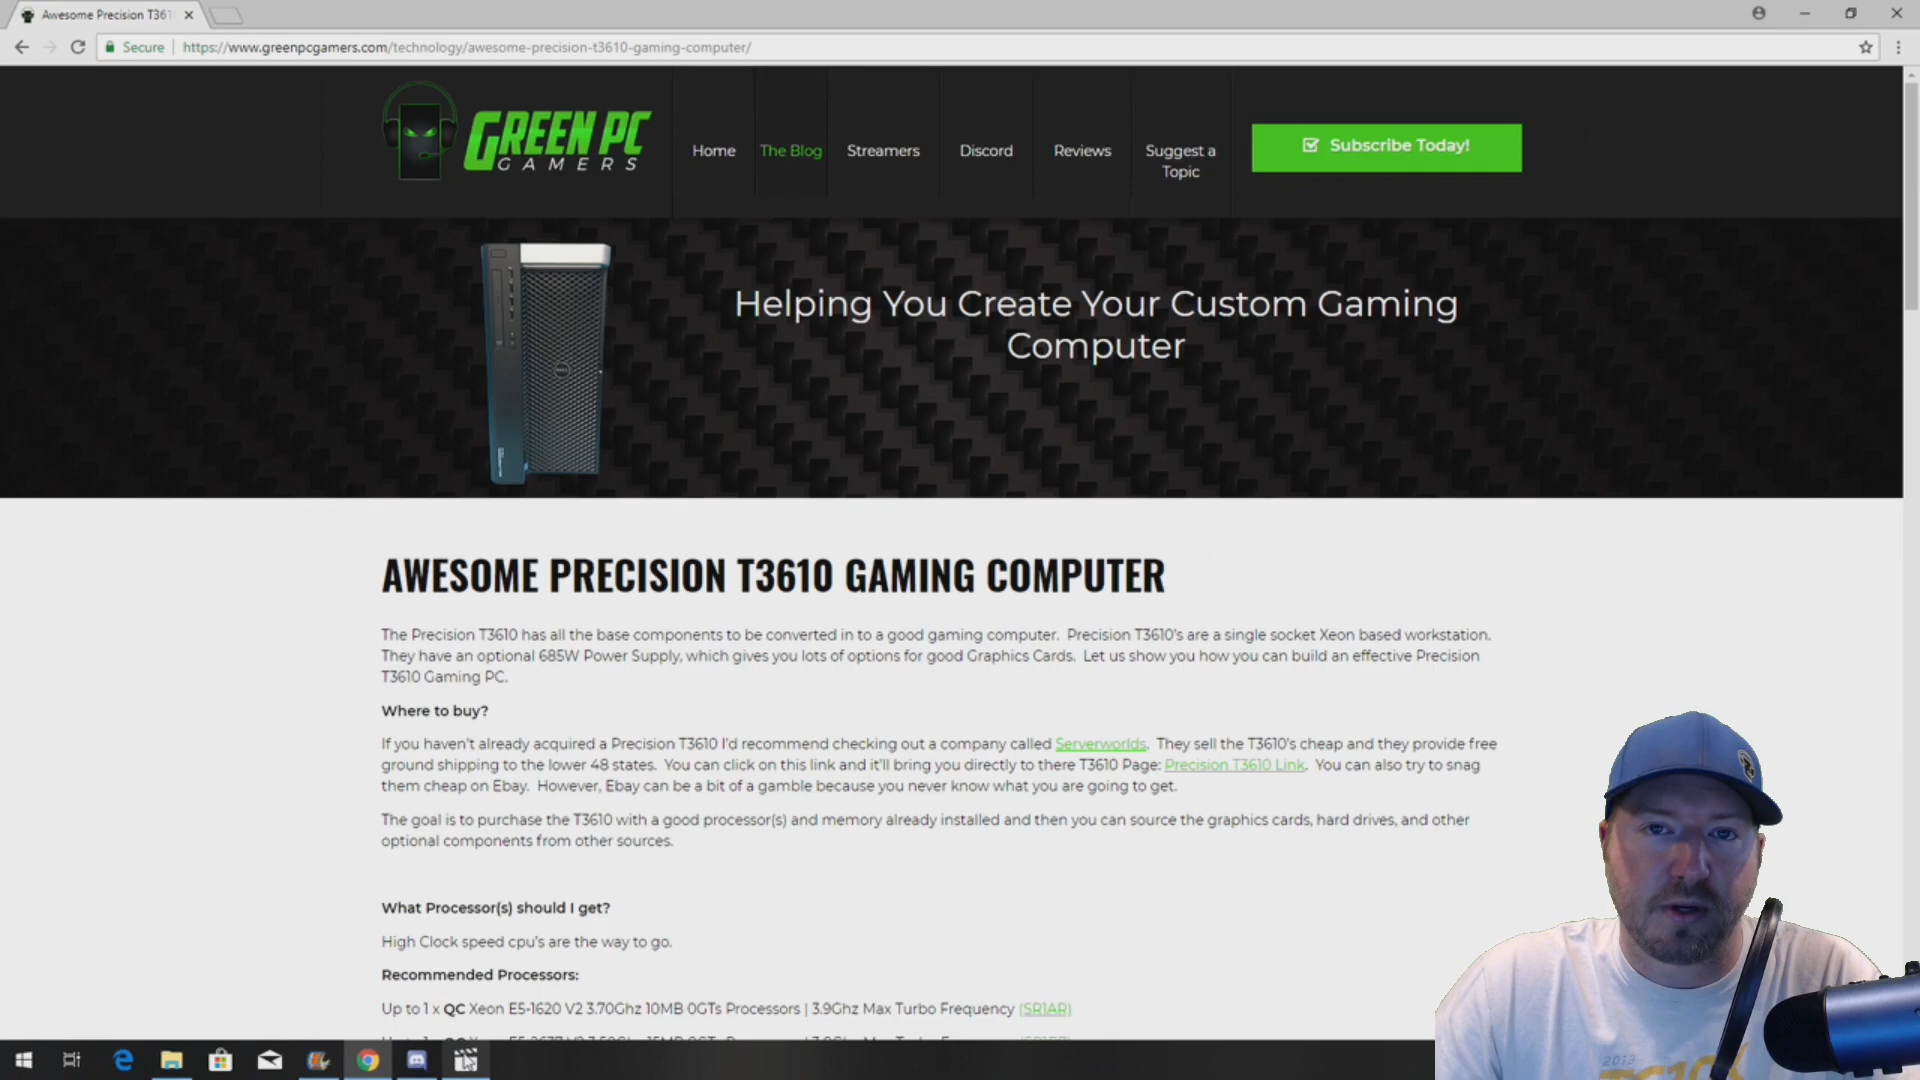 Awesome Precision T361
Secure
https://www.greenpcgamers.com/technology/awesome-precision-t3610-gaming-computer/
GREEN PC
GAMERS
Home
The Blog
Streamers
Discord
Reviews
Suggest a
Topic
Subscribe Today!
Helping You Create Your Custom Gaming
Computer
AWESOME PRECISION T3610 GAMING COMPUTER
The Precision T3610 has all the base components to be converted in to a good gaming computer. Precision T3610's are a single socket Xeon based workstation.
They have an optional 685W Power Supply, which gives you lots of options for good Graphics Cards. Let us show you how you can build an effective Precision
T3610 Gaming PC.
Where to buy?
If you haven't already acquired a Precision T3610 I'd recommend checking out a company called Serverworlds. They sell the T3610's cheap and they provide free
ground shipping to the lower 48 states. You can click on this link and it'll bring you directly to there T3610 Page: Precision T3610 Link. You can also try to snag
them cheap on Ebay. However, Ebay can be a bit of a gamble because you never know what you are going to get.
The goal is to purchase the T3610 with a good processor(s) and memory already installed and then you can source the graphics cards, hard drives, and other
optional components from other sources.
What Processor(s) should I get?
High Clock speed cpu's are the way to go.
Recommended Processors:
Up to 1 x QC Xeon E5-1620 V2 3.70Ghz 10MB 0GTs Processors | 3.9Ghz Max Turbo Frequency (SR1AR)
2013